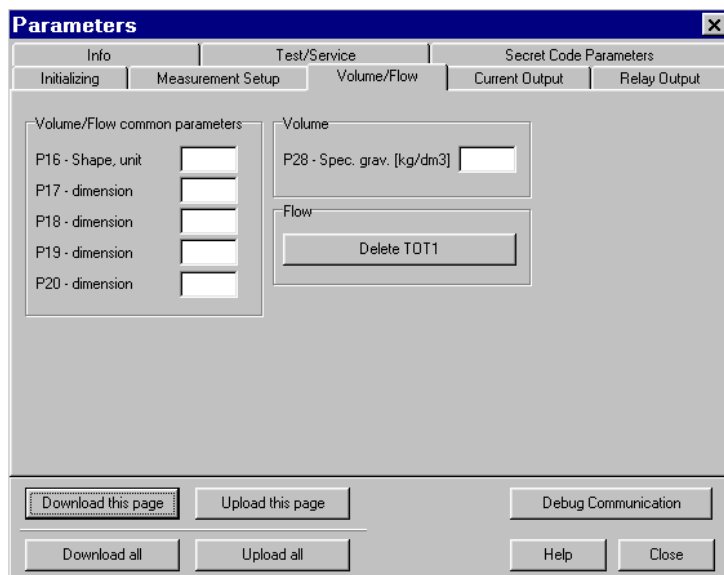 Parameters
Info
Test/Service
Secret Code Parameters
Initializing
Measurement Setup
Volume/Flow
Current Output
Relay Output
Volume/Flow common parameters
P16 - Shape, unit
P17 - dimension
P18 - dimension
P19 - dimension
P20 - dimension
Volume
P28 - Spec. grav. [kg/dm3]
Flow
Delete TOT1
Download this page
Upload this page
Debug Communication
Download all
Upload all
Help
Close